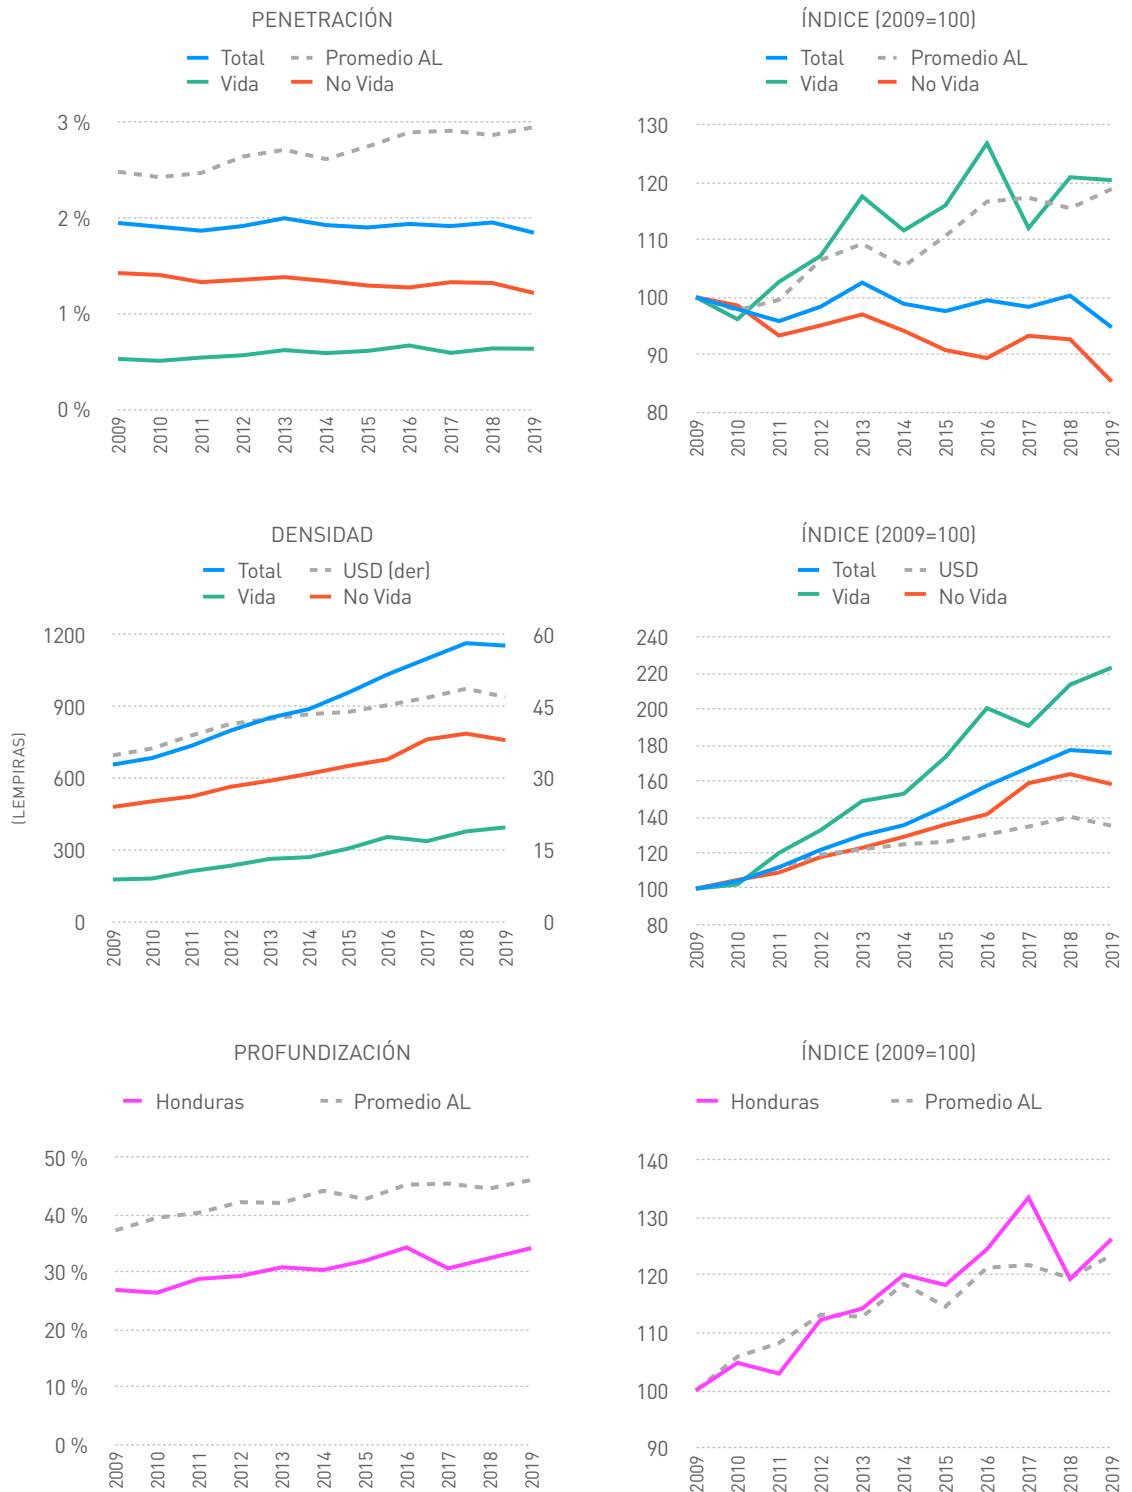 PENETRACIÓN
Total Promedio AL
Vida No Vida
3 %
2 %
1 %
0 %
2009 2010 2011 2012 2013 2014 2015 2016 2017 2018 2019
ÍNDICE (2009=100)
Total Promedio AL
Vida No Vida
130
120
110
100
90
80
2009 2010 2011 2012 2013 2014 2015 2016 2017 2018 2019
DENSIDAD
Total USD (der)
Vida No Vida
(LEMPIRAS)
1200 60
900 45
600 30
300 15
0 0
2009 2010 2011 2012 2013 2014 2015 2016 2017 2018 2019
ÍNDICE (2009=100)
Total USD
Vida No Vida
240
220
200
180
160
140
120
100
80
2009 2010 2011 2012 2013 2014 2015 2016 2017 2018 2019
PROFUNDIZACIÓN
Honduras Promedio AL
50 %
40 %
30 %
20 %
10 %
0 %
2009 2010 2011 2012 2013 2014 2015 2016 2017 2018 2019
ÍNDICE (2009=100)
Honduras Promedio AL
140
130
120
110
100
90
2009 2010 2011 2012 2013 2014 2015 2016 2017 2018 2019